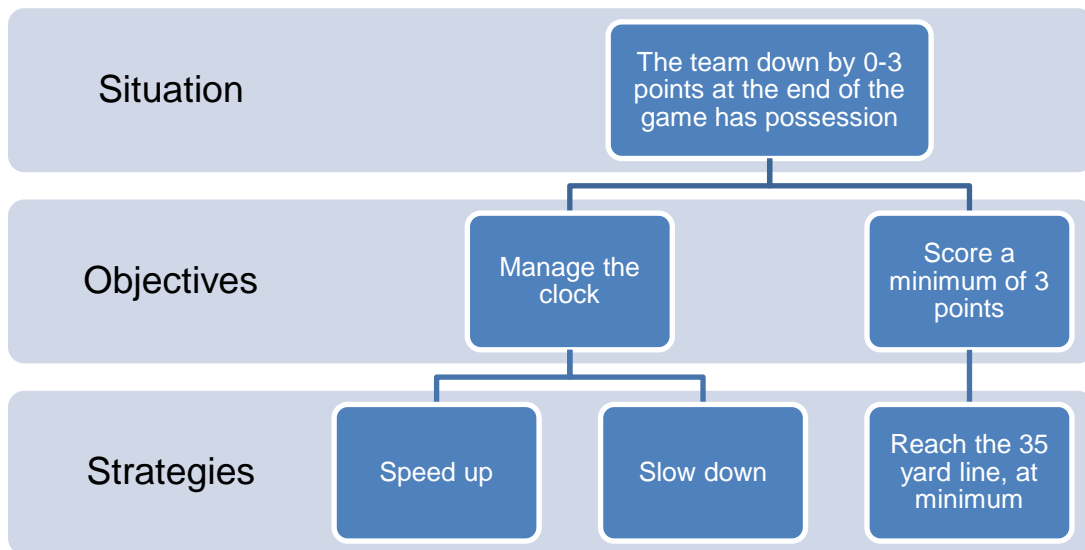 Situation
The team down by 0-3
points at the end of the
game has possession
Objectives
Manage the
clock
Score a
minimum of 3
points
Strategies
Speed up
Slow down
Reach the 35
yard line, at
minimum